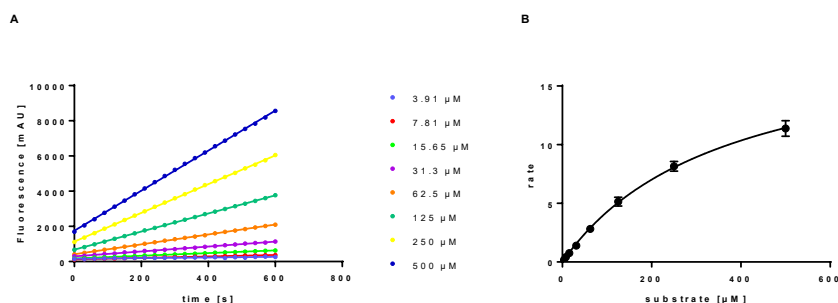 A
B
Fluorescence [mAU]
10000
8000
6000
4000
2000
0
0
200
400
600
800
time [s]
3.91 µM
7.81 µM
15.65 µM
31.3 µM
62.5 µM
125 µM
250 µM
500 µM
rate
15
10
5
0
0
200
400
600
substrate [µM]